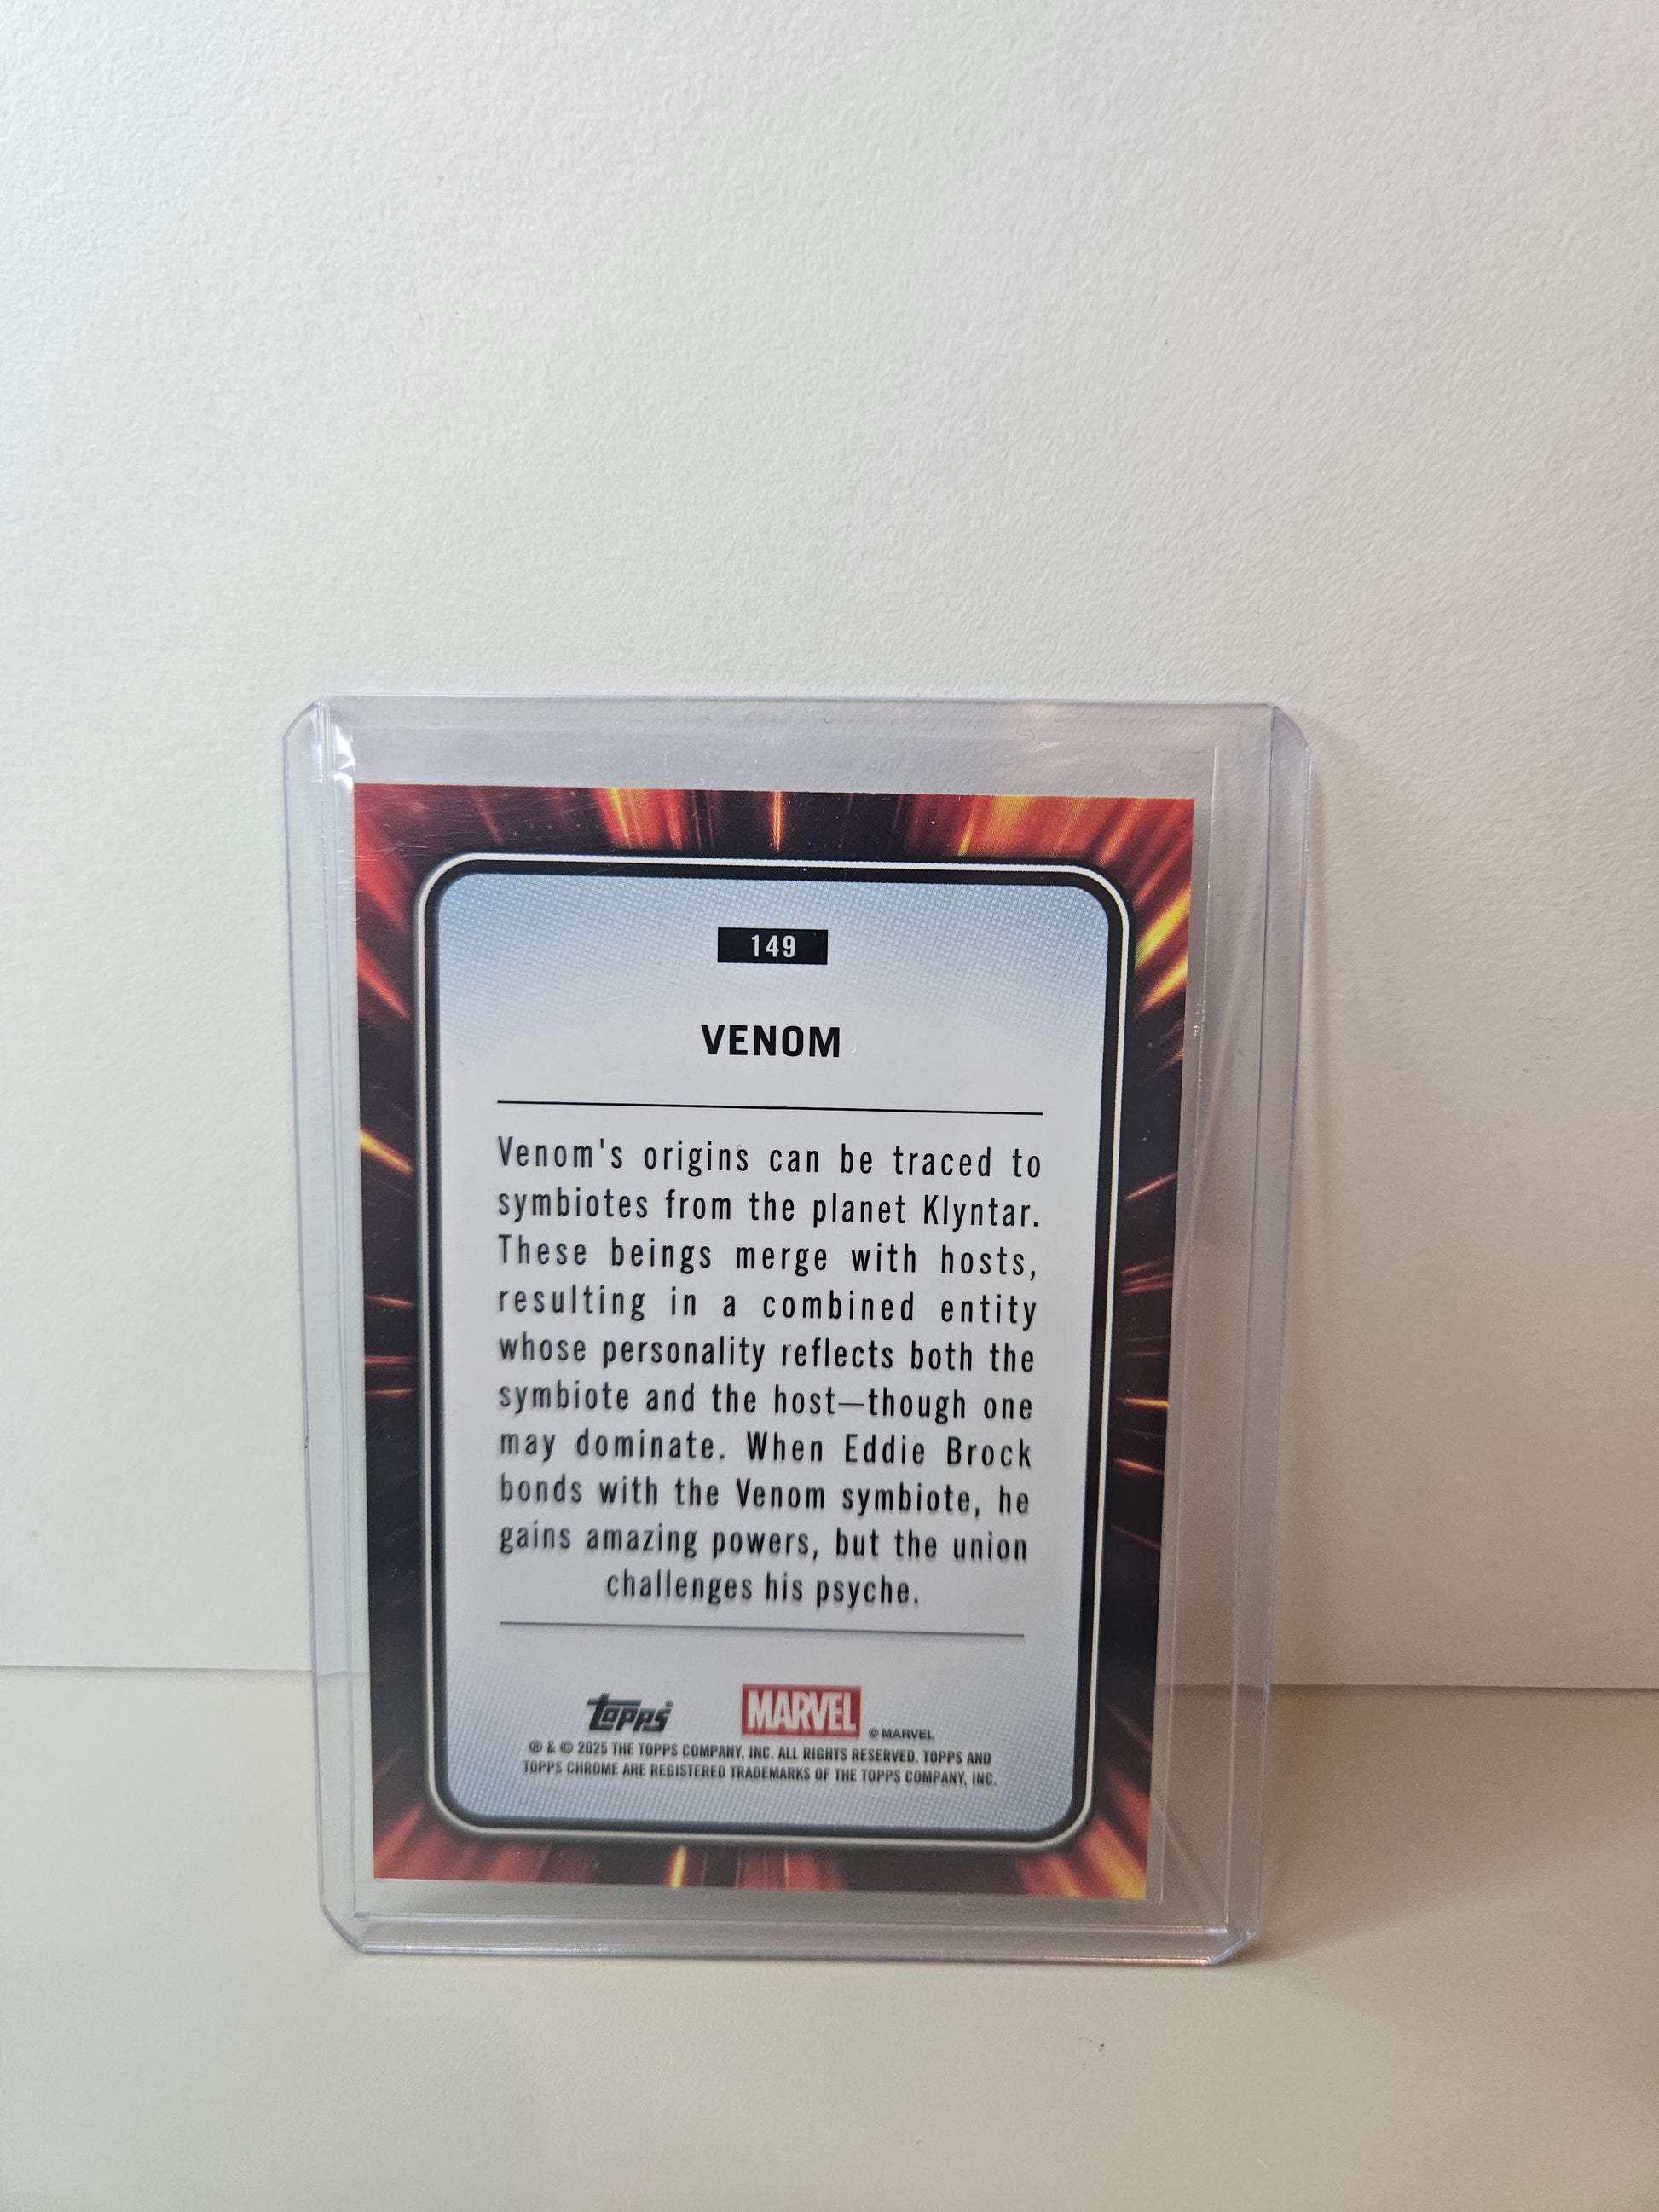 149
VENOM
Venom's origins can be traced to
symbiotes from the planet Klyntar.
These beings merge with hosts,
resulting in a combined entity
whose personality reflects both the
symbiote and the host—though one
may dominate. When Eddie Brock
bonds with the Venom symbiote, he
gains amazing powers, but the union
challenges his psyche.
topps® MARVEL © MARVEL
® & © 2025 THE TOPPS COMPANY, INC. ALL RIGHTS RESERVED. TOPPS AND
TOPPS CHROME ARE REGISTERED TRADEMARKS OF THE TOPPS COMPANY, INC.